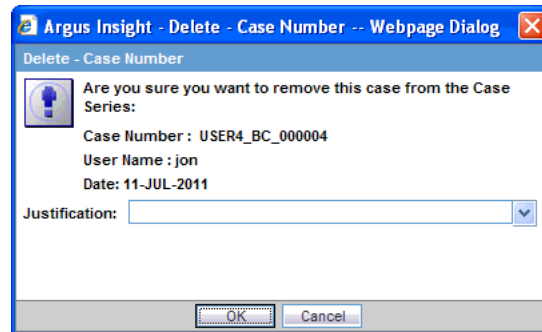 Argus Insight - Delete - Case Number -- Webpage Dialog
Delete - Case Number
Are you sure you want to remove this case from the Case
Series:
Case Number : USER4_BC_000004
User Name : jon
Date: 11-JUL-2011
Justification:
OK Cancel